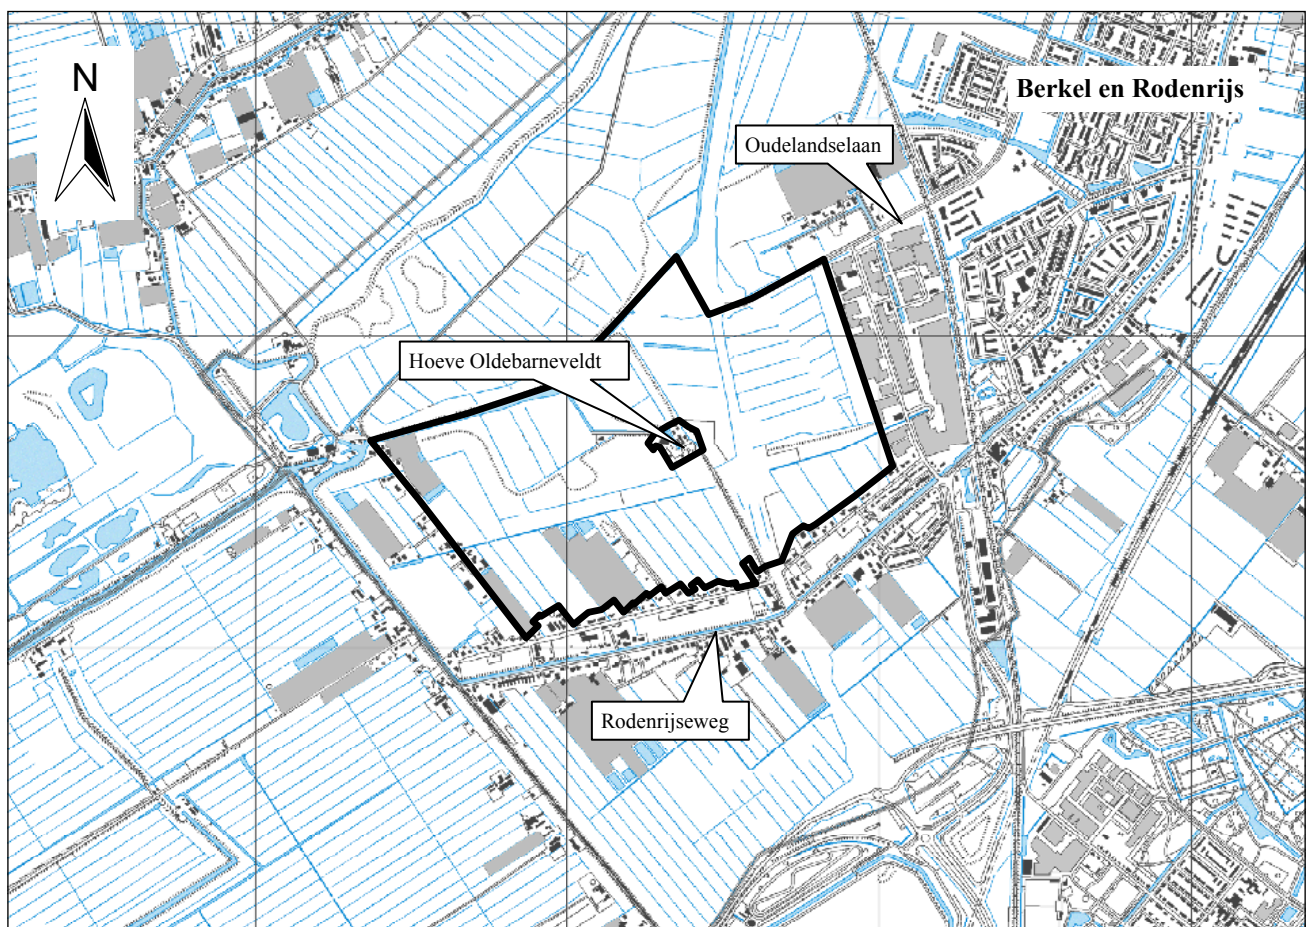 N
Berkel en Rodenrijs
Oudelandselaan
Hoeve Oldebarneveldt
Rodenrijseweg